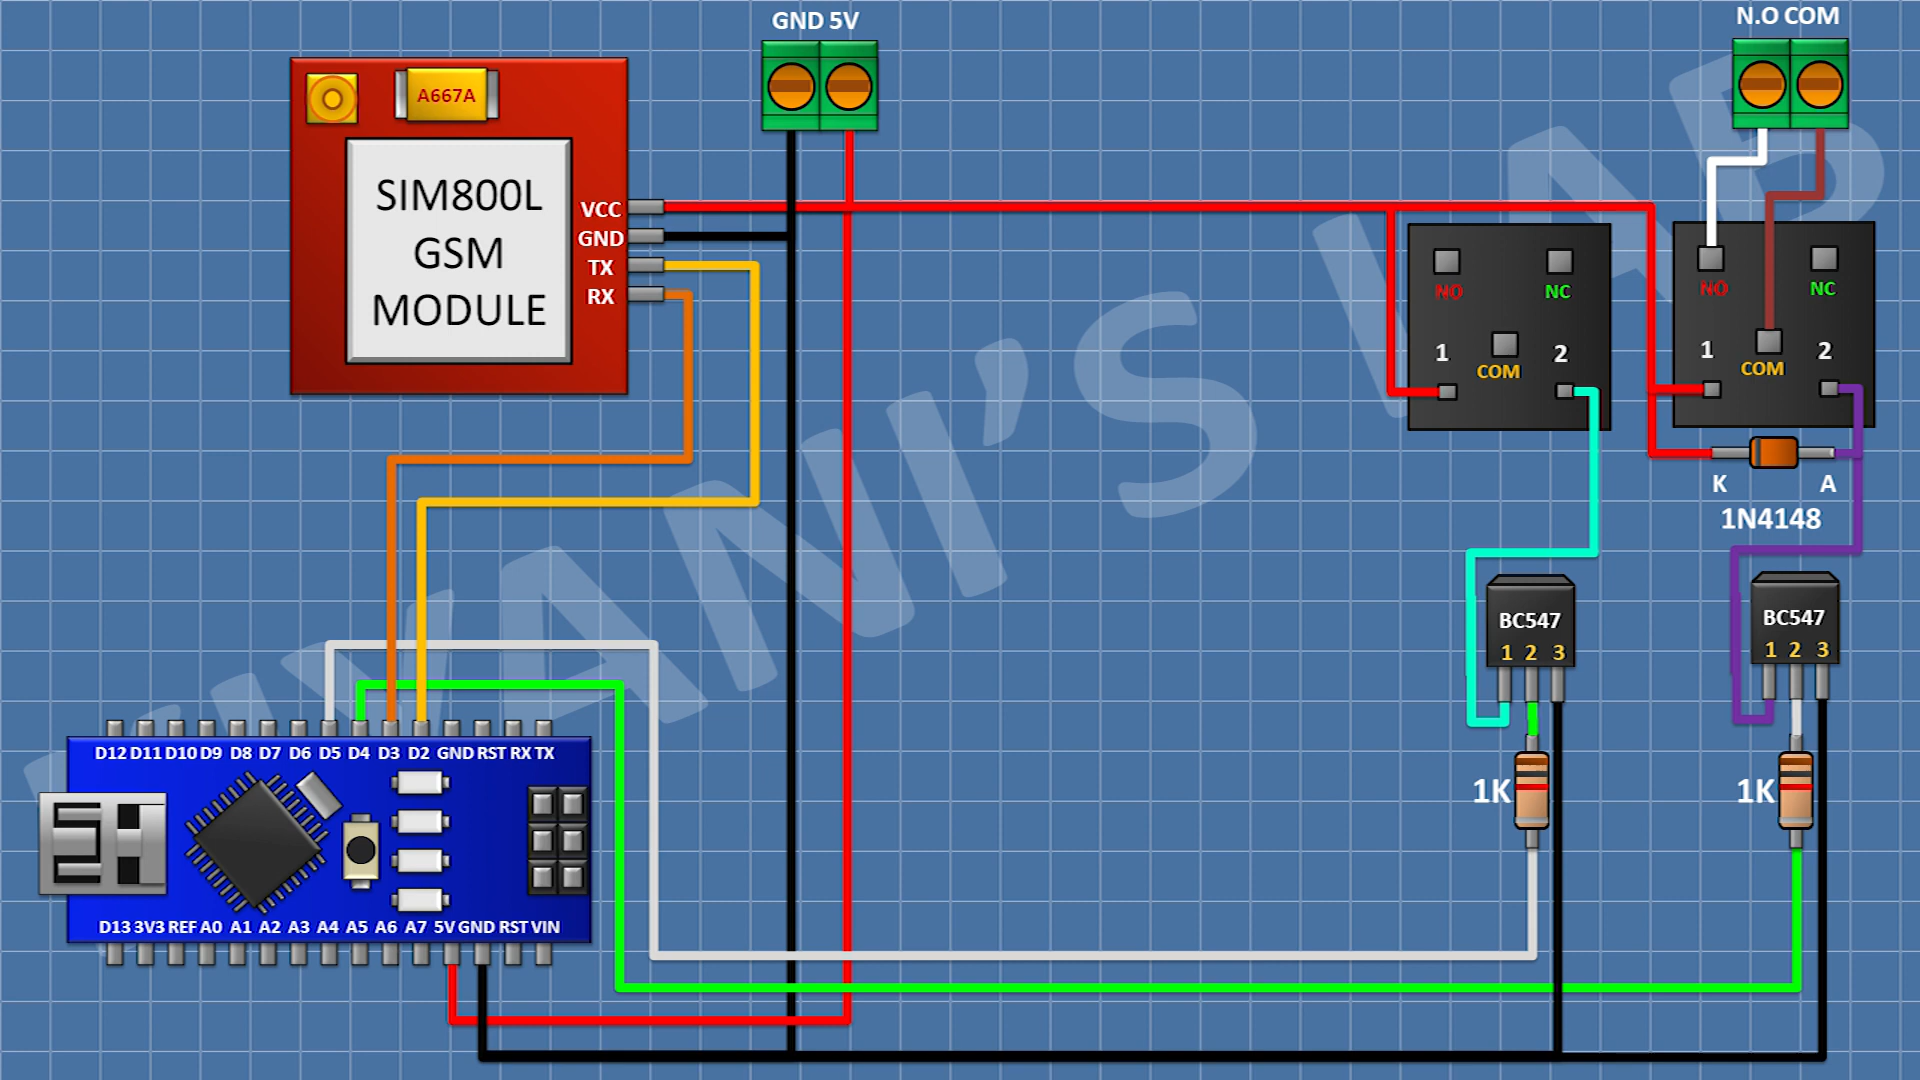 GND 5V
N.O COM
A667A
SIM800L
GSM
MODULE
VCC
GND
TX
RX
NO
NC
1
2
COM
NO
NC
1
2
COM
K
A
1N4148
SIVANI'S LAB
BC547
1 2 3
BC547
1 2 3
1K
1K
D12 D11 D10 D9 D8 D7 D6 D5 D4 D3 D2 GND RST RX TX
D13 3V3 REF A0 A1 A2 A3 A4 A5 A6 A7 5V GND RST VIN